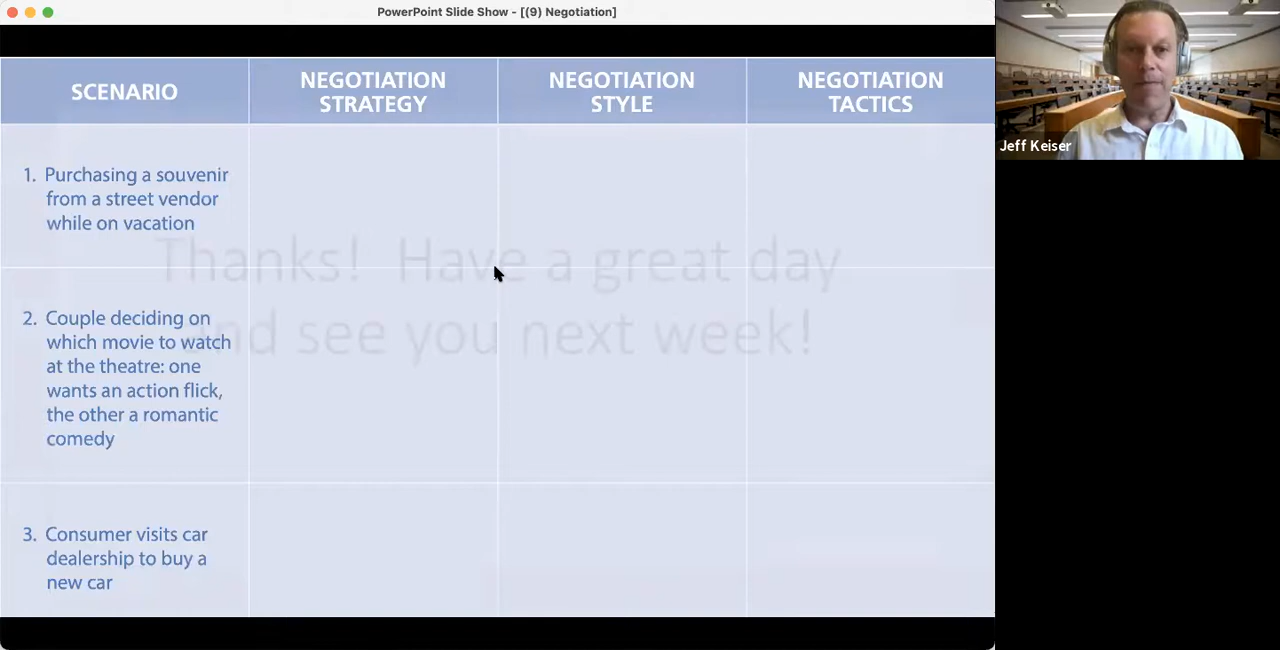 PowerPoint Slide Show - [(9) Negotiation]
SCENARIO
NEGOTIATION
STRATEGY
NEGOTIATION
STYLE
NEGOTIATION
TACTICS
1. Purchasing a souvenir
from a street vendor
while on vacation
2. Couple deciding on
which movie to watch
at the theatre: one
wants an action flick,
the other a romantic
comedy
3. Consumer visits car
dealership to buy a
new car
Thanks! Have a great day
and see you next week!
Jeff Keiser